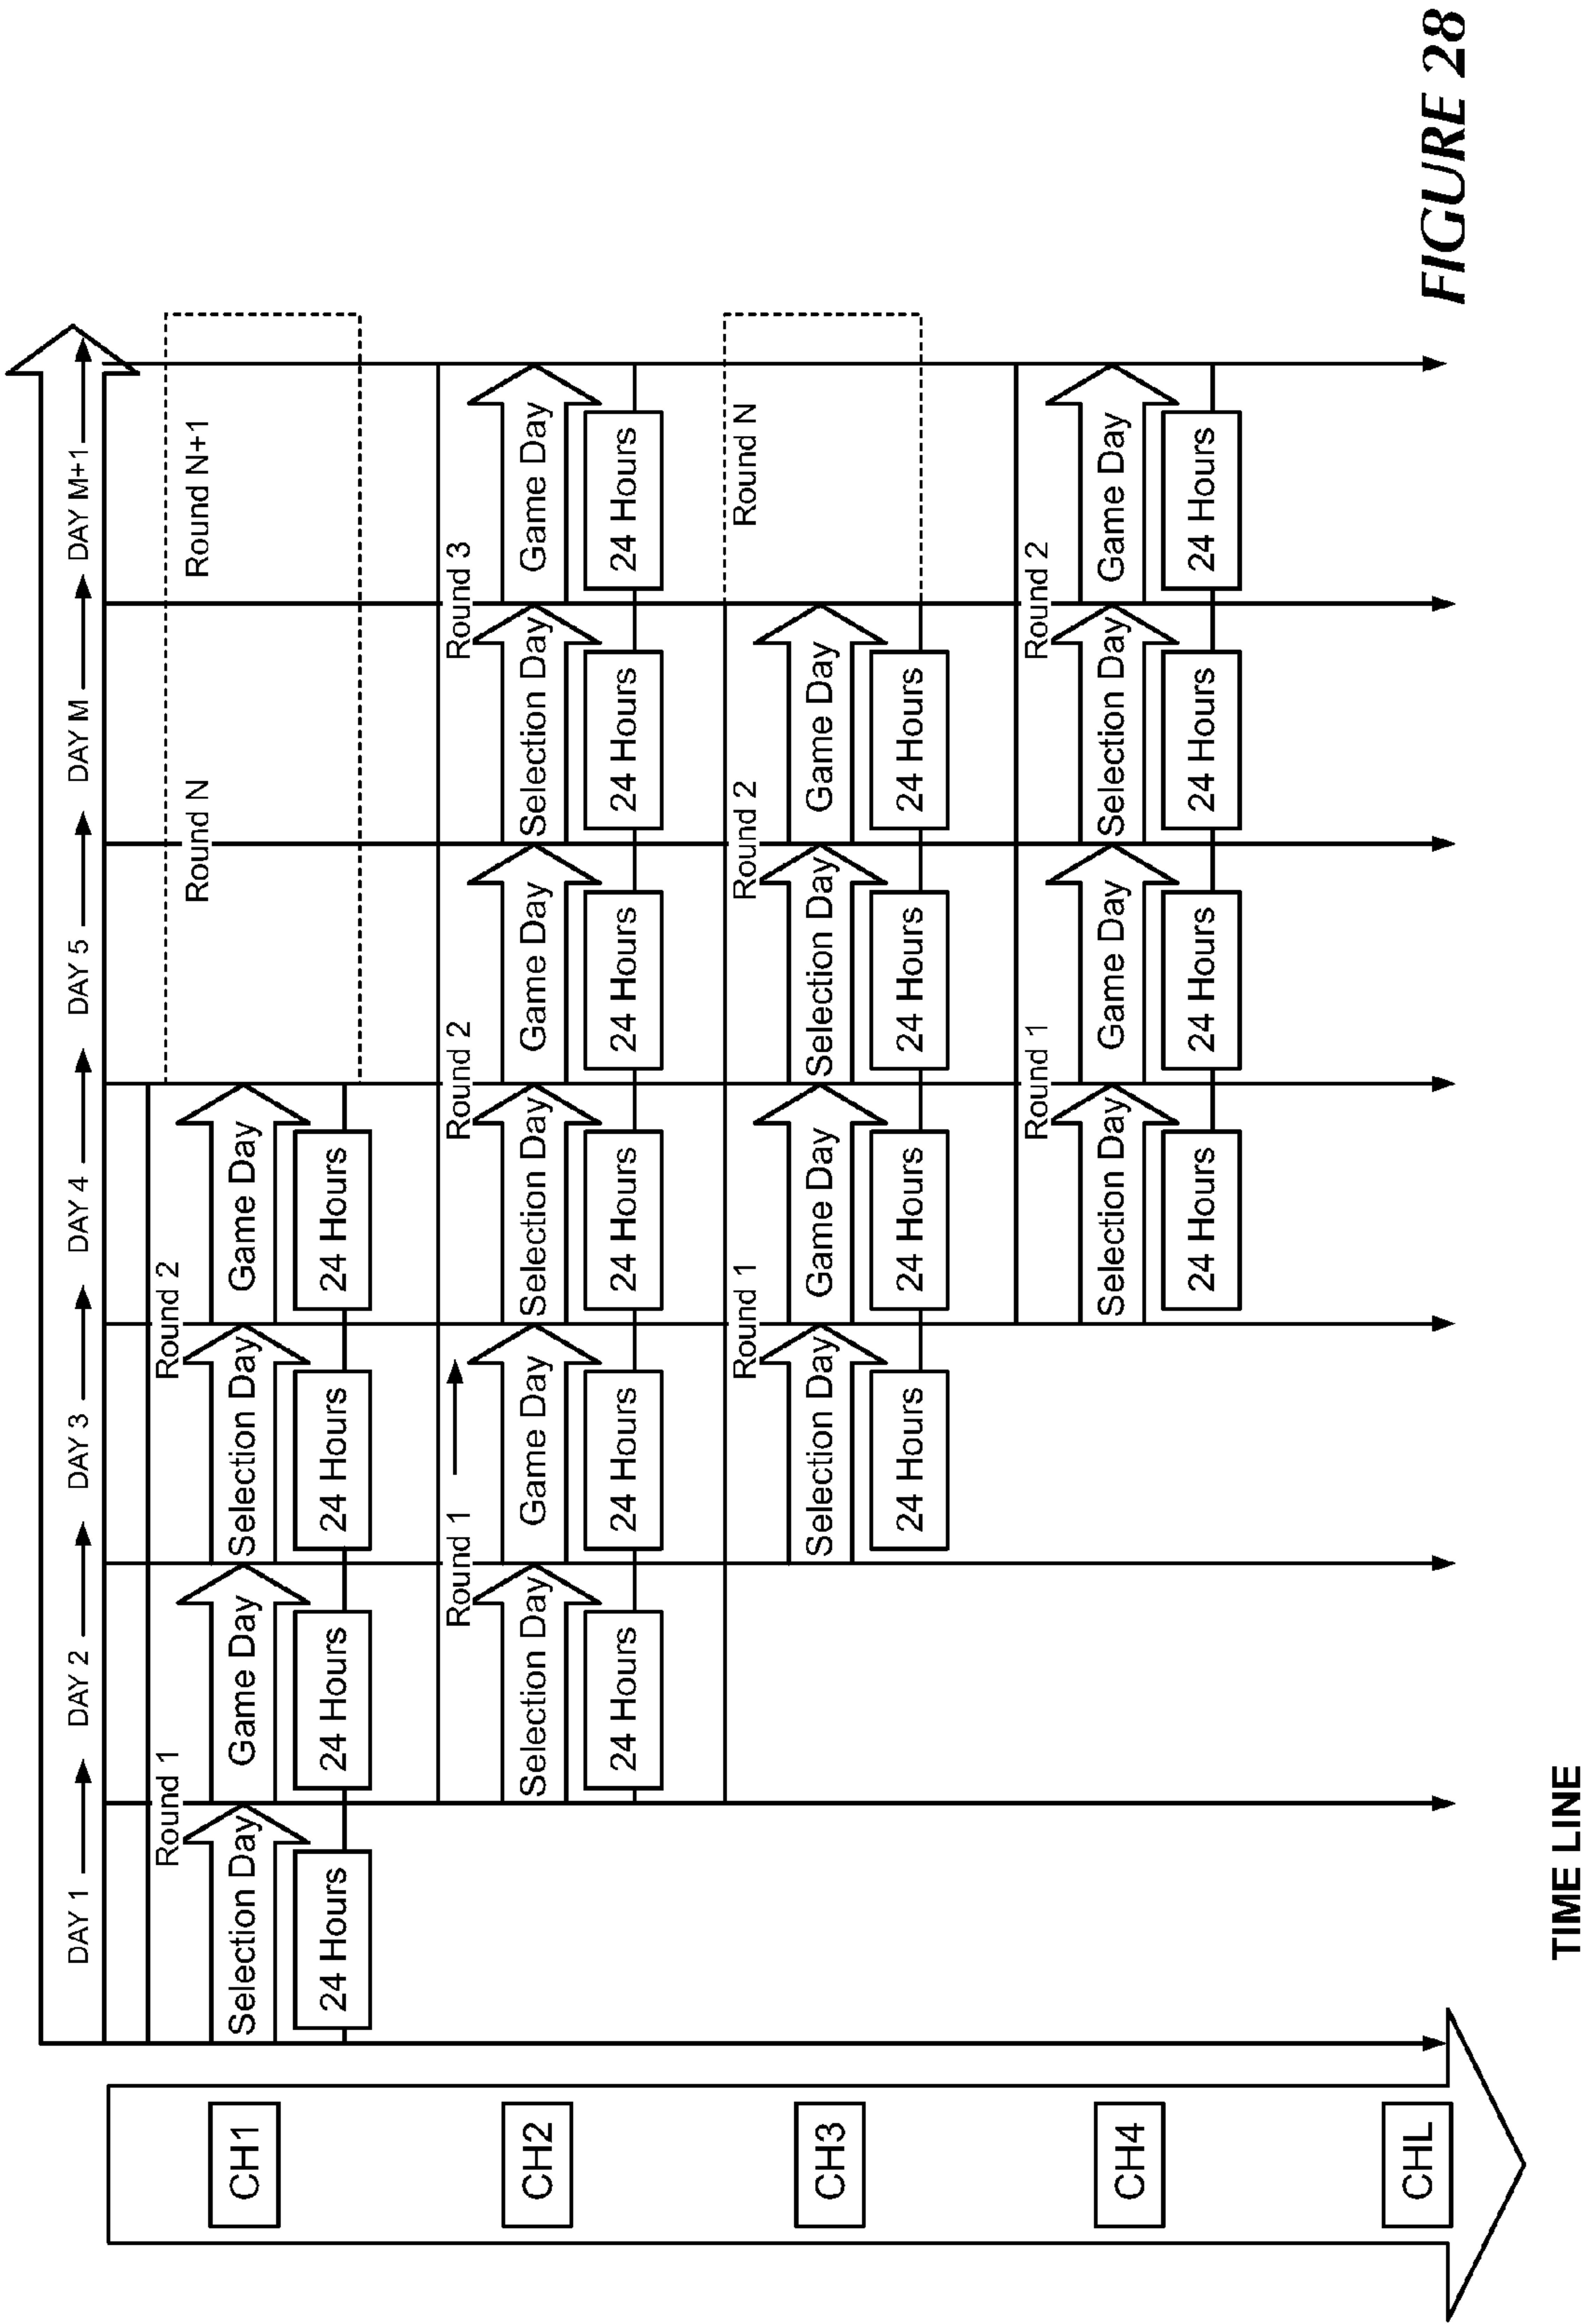 DAY 1
DAY 2
DAY 3
DAY 4
DAY 5
DAY M
DAY M+1
CH1
Round 1
Round 2
Round N
Round N+1
Selection Day
Game Day
Selection Day
Game Day
24 Hours
24 Hours
24 Hours
24 Hours
CH2
Round 1
Round 2
Round 3
Selection Day
Game Day
Selection Day
Game Day
Selection Day
Game Day
24 Hours
24 Hours
24 Hours
24 Hours
24 Hours
24 Hours
CH3
Round 1
Round 2
Round N
Selection Day
Game Day
Selection Day
Game Day
24 Hours
24 Hours
24 Hours
24 Hours
CH4
Round 1
Round 2
Selection Day
Game Day
Selection Day
Game Day
24 Hours
24 Hours
24 Hours
24 Hours
CHL
TIME LINE
FIGURE 28